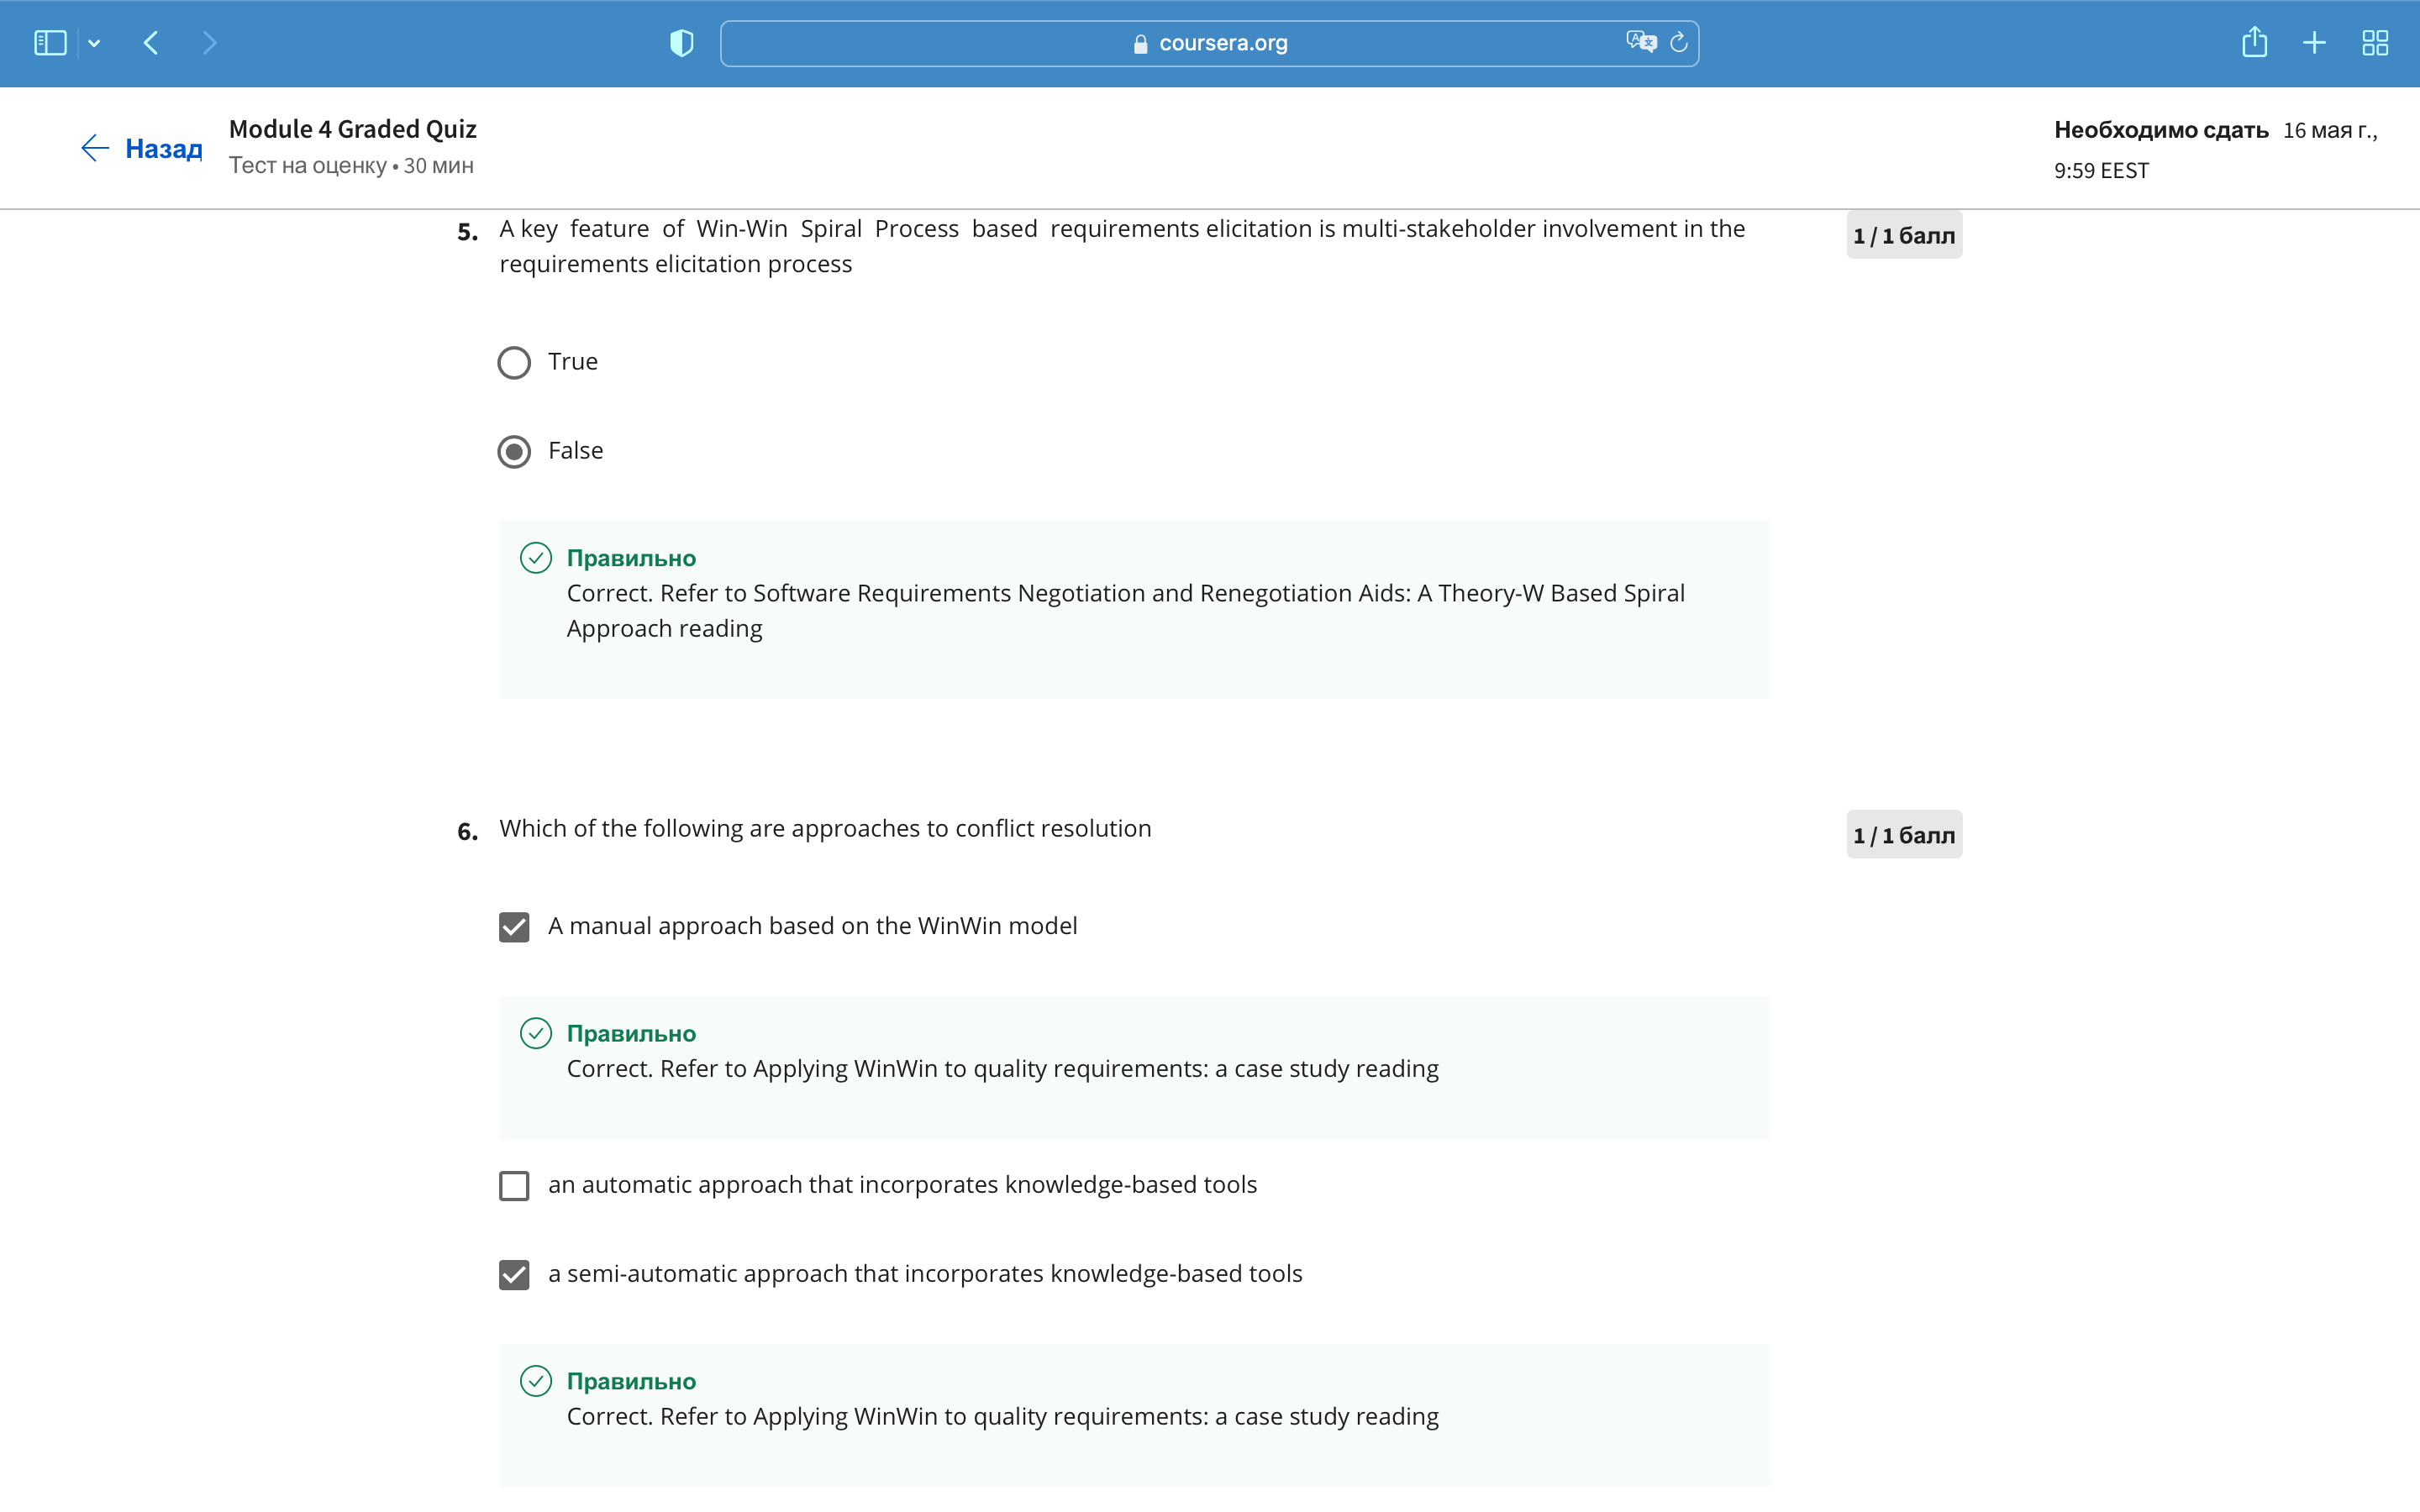 coursera.org
Назад
Module 4 Graded Quiz
Тест на оценку • 30 мин
Необходимо сдать 16 мая г.,
9:59 EEST
5. A key feature of Win-Win Spiral Process based requirements elicitation is multi-stakeholder involvement in the
requirements elicitation process
1 / 1 балл
True
False
Правильно
Correct. Refer to Software Requirements Negotiation and Renegotiation Aids: A Theory-W Based Spiral
Approach reading
6. Which of the following are approaches to conflict resolution
1 / 1 балл
A manual approach based on the WinWin model
Правильно
Correct. Refer to Applying WinWin to quality requirements: a case study reading
an automatic approach that incorporates knowledge-based tools
a semi-automatic approach that incorporates knowledge-based tools
Правильно
Correct. Refer to Applying WinWin to quality requirements: a case study reading